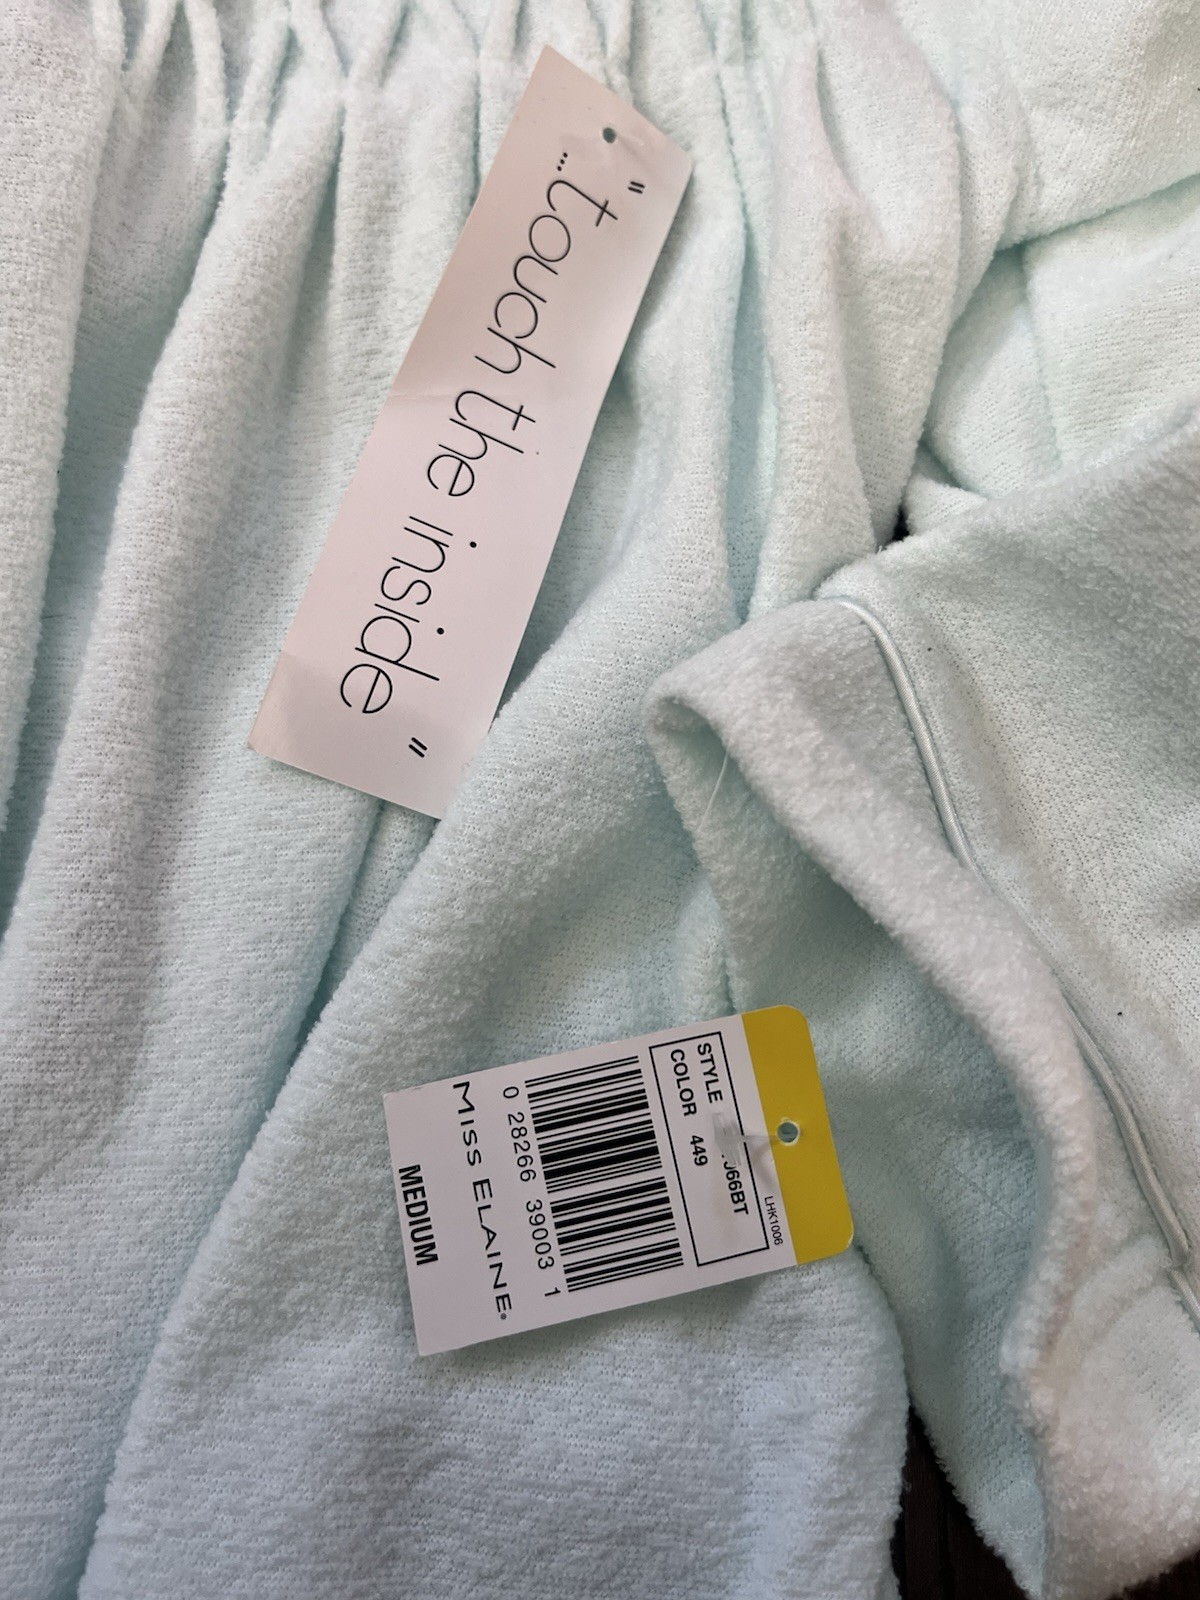 "...touch the inside"
LHK1006
STYLE
COLOR 449
0 28266 39003 1
MISS ELAINE®
MEDIUM